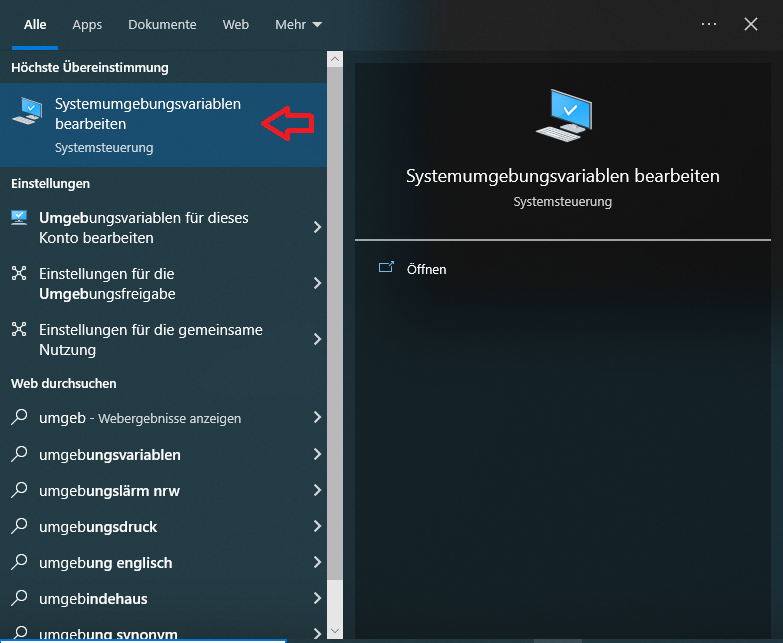 Alle Apps Dokumente Web Mehr
Höchste Übereinstimmung
Systemumgebungsvariablen
bearbeiten
Systemsteuerung
Einstellungen
Umgebungsvariablen für dieses
Konto bearbeiten
Einstellungen für die
Umgebungsfreigabe
Einstellungen für die gemeinsame
Nutzung
Web durchsuchen
umgeb - Webergebnisse anzeigen
umgebungsvariablen
umgebungslärm nrw
umgebungsdruck
umgebung englisch
umgebindehaus
umgebung synonym
Systemumgebungsvariablen bearbeiten
Systemsteuerung
Öffnen